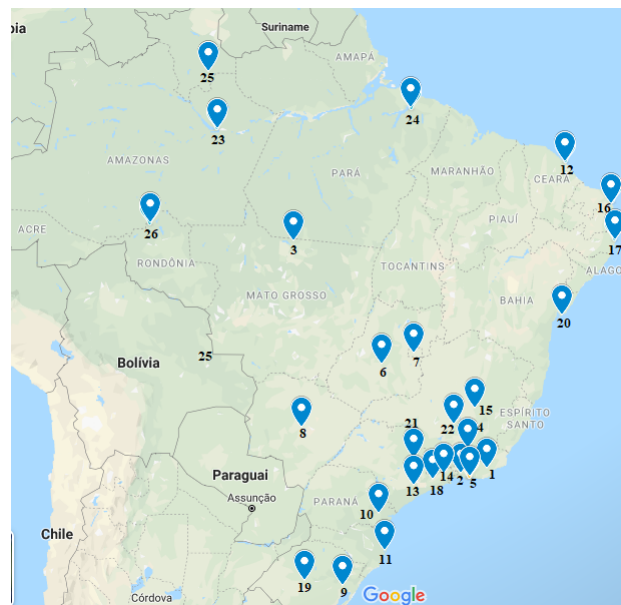 bia
Suriname
AMAPÁ
25
23
24
AMAZONAS
PARÁ
MARANHÃO
CEARÁ
12
16
ACRE
26
3
PIAUÍ
17
RONDÔNIA
TOCANTINS
ALAGO
MATO GROSSO
BAHIA
20
Bolívia
25
6
7
15
ESPÍRITO
SANTO
8
21
22
4
Paraguai
14
2
1
Assunção
13
18
5
PARANÁ
10
Chile
11
19
9
Córdova
Google